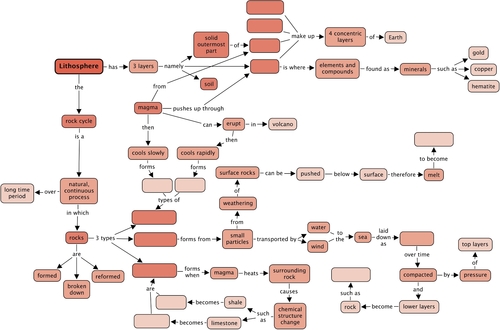 make up
4 concentric
layers
of
Earth
solid
outermost
part
of
Lithosphere
has
3 layers
namely
is where
elements and
compounds
found as
minerals
such as
gold
copper
hematite
soil
from
the
magma
pushes up through
can
erupt
in
volcano
then
then
rock cycle
is a
cools slowly
cools rapidly
forms
forms
to become
surface rocks
can be
pushed
below
surface
therefore
melt
long time
period
over
natural,
continuous
process
types of
of
weathering
in which
from
rocks
3 types
forms from
small
particles
transported by
water
wind
to
the
sea
laid
down
as
top layers
over time
of
are
formed
broken
down
reformed
forms
when
magma
heats
surrounding
rock
compacted
by
pressure
are
causes
such
as
and
becomes
shale
such
as
chemical
structure
change
rock
become
lower layers
becomes
limestone